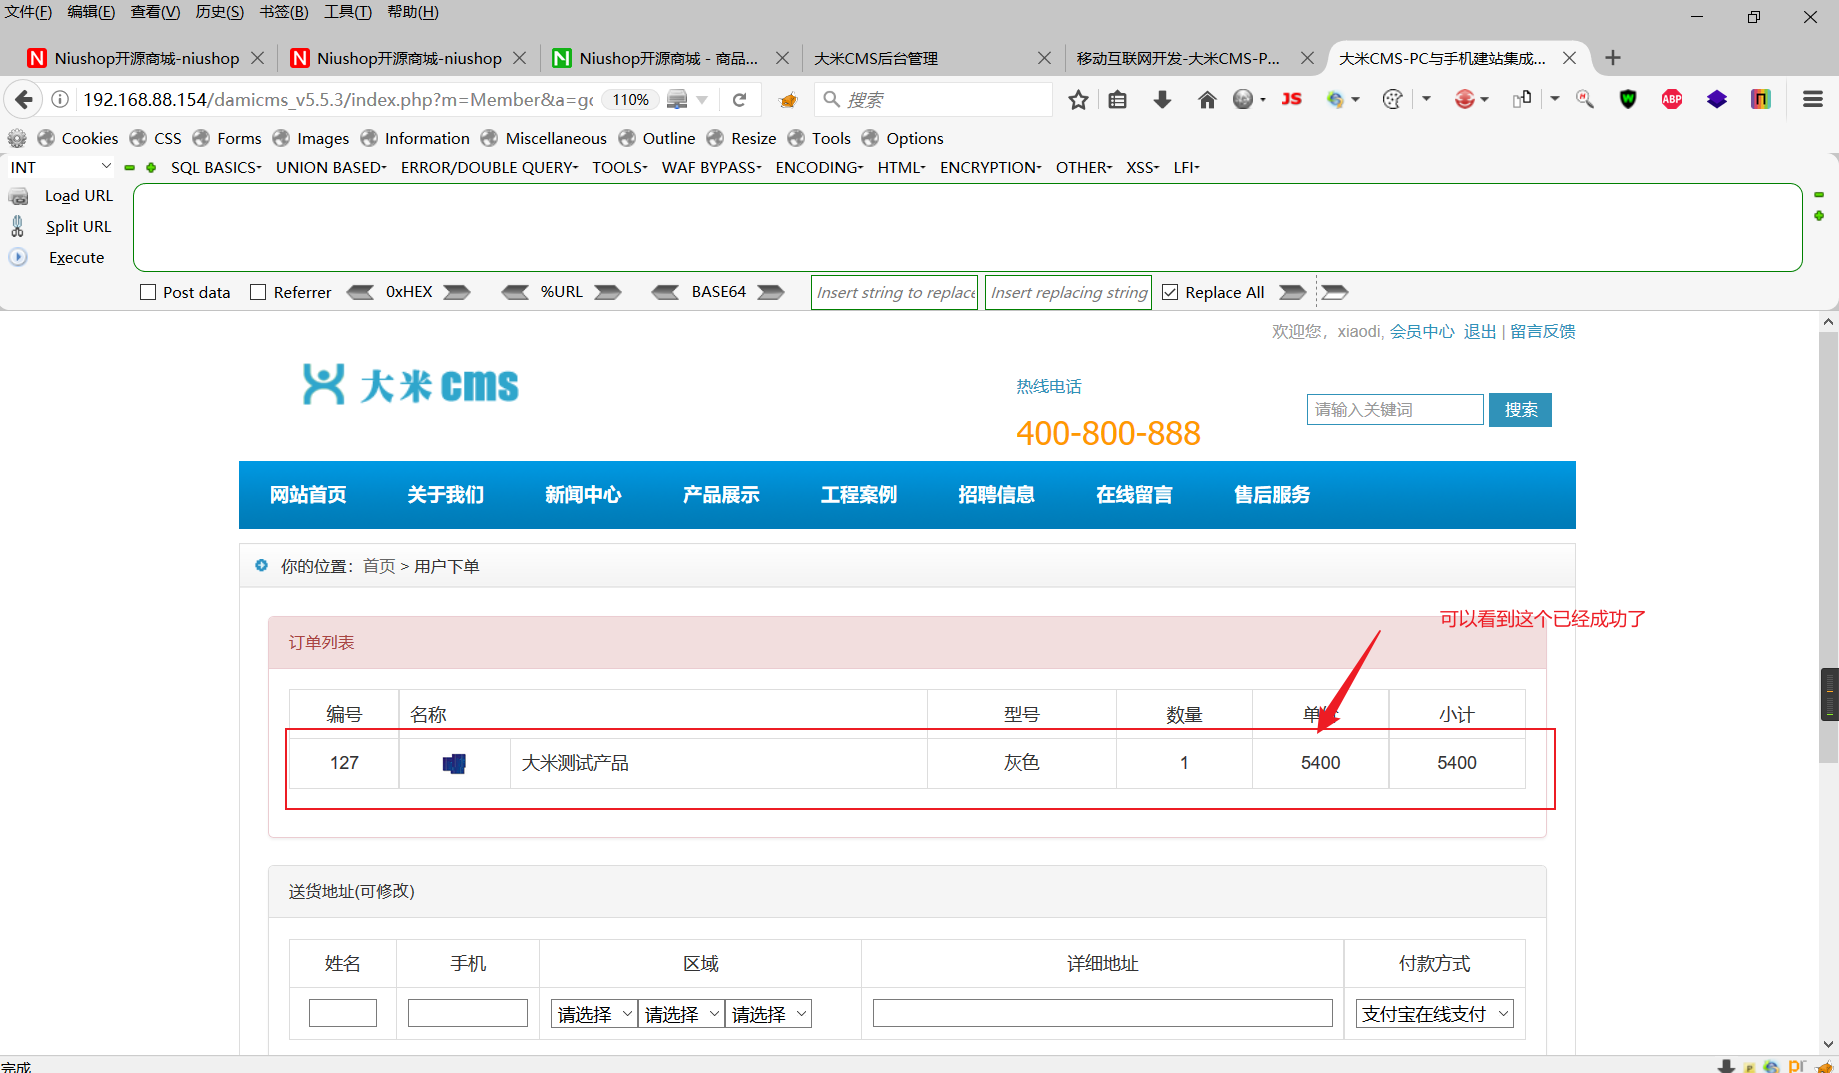 文件(F) 编辑(E) 查看(V) 历史(S) 书签(B) 工具(T) 帮助(H)
Niushop开源商城-niushop Niushop开源商城-niushop Niushop开源商城 - 商品... 大米CMS后台管理 移动互联网开发-大米CMS-P... 大米CMS-PC与手机建站集成...
192.168.88.154/damicms_v5.5.3/index.php?m=Member&a=gc 110% 搜索 JS ABP
Cookies CSS Forms Images Information Miscellaneous Outline Resize Tools Options
INT SQL BASICS UNION BASED ERROR/DOUBLE QUERY TOOLS WAF BYPASS ENCODING HTML ENCRYPTION OTHER XSS LFI
Load URL
Split URL
Execute
Post data Referrer 0xHEX %URL BASE64 Insert string to replace Insert replacing string Replace All
欢迎您, xiaodi, 会员中心 退出 | 留言反馈
大米cms
热线电话
400-800-888
请输入关键词 搜索
网站首页 关于我们 新闻中心 产品展示 工程案例 招聘信息 在线留言 售后服务
你的位置：首页 > 用户下单
可以看到这个已经成功了
订单列表
编号 名称 型号 数量 单 小计
127 大米测试产品 灰色 1 5400 5400
送货地址(可修改)
姓名 手机 区域 详细地址 付款方式
请选择 请选择 请选择 支付宝在线支付
完成